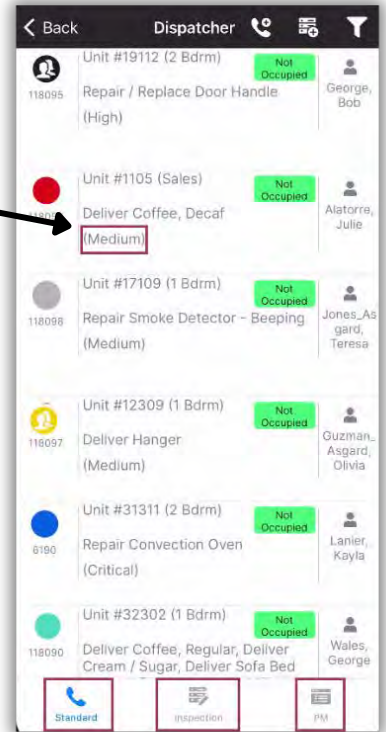 Back Dispatcher
Unit #19112 (2 Bdrm)
Not Occupied
118095
Repair / Replace Door Handle
(High)
George, Bob
Unit #1105 (Sales)
Not Occupied
Deliver Coffee, Decaf
(Medium)
Alatorre, Julie
Unit #17109 (1 Bdrm)
Not Occupied
118098
Repair Smoke Detector - Beeping
(Medium)
Jones_As
gard,
Teresa
Unit #12309 (1 Bdrm)
Not Occupied
118097
Deliver Hanger
(Medium)
Guzman_
Asgard,
Olivia
Unit #31311 (2 Bdrm)
Not Occupied
6190
Repair Convection Oven
(Critical)
Lanier,
Kayla
Unit #32302 (1 Bdrm)
Not Occupied
118090
Deliver Coffee, Regular, Deliver
Cream / Sugar, Deliver Sofa Bed
Wales,
George
Standard Inspection PM